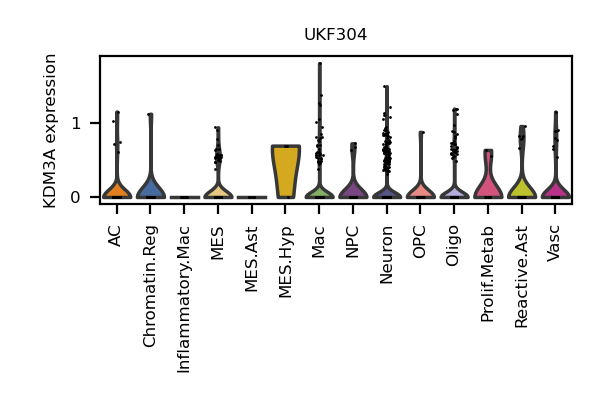 UKF304
KDM3A expression
1
0
AC
Chromatin.Reg
Inflammatory.Mac
MES
MES.Ast
MES.Hyp
Mac
NPC
Neuron
OPC
Oligo
Prolif.Metab
Reactive.Ast
Vasc